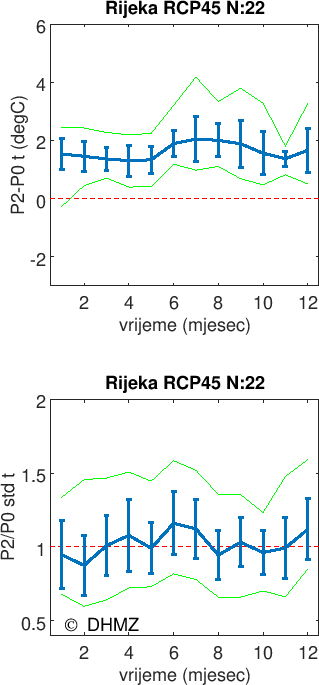 Rijeka RCP45 N:22
P2-P0 t (degC)
6
4
2
0
-2
2 4 6 8 10 12
vrijeme (mjesec)
Rijeka RCP45 N:22
P2/P0 std t
2
1.5
1
0.5
© DHMZ
2 4 6 8 10 12
vrijeme (mjesec)